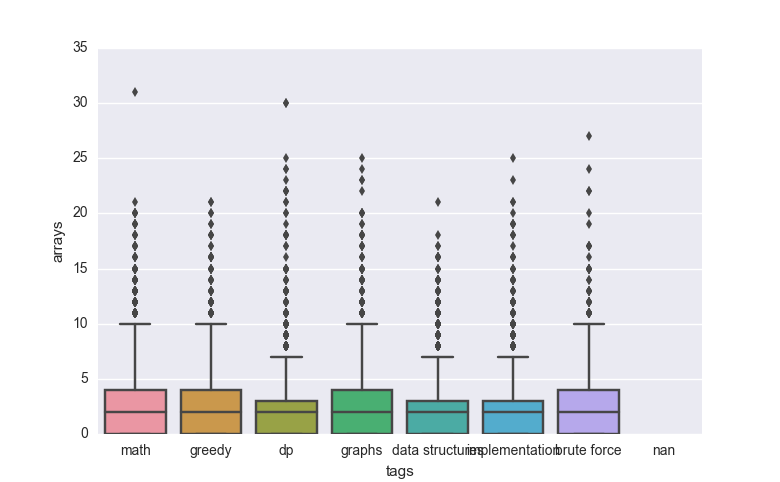 35
30
25
20
15
10
5
0
arrays
math greedy dp graphs data structures implementation brute force nan
tags